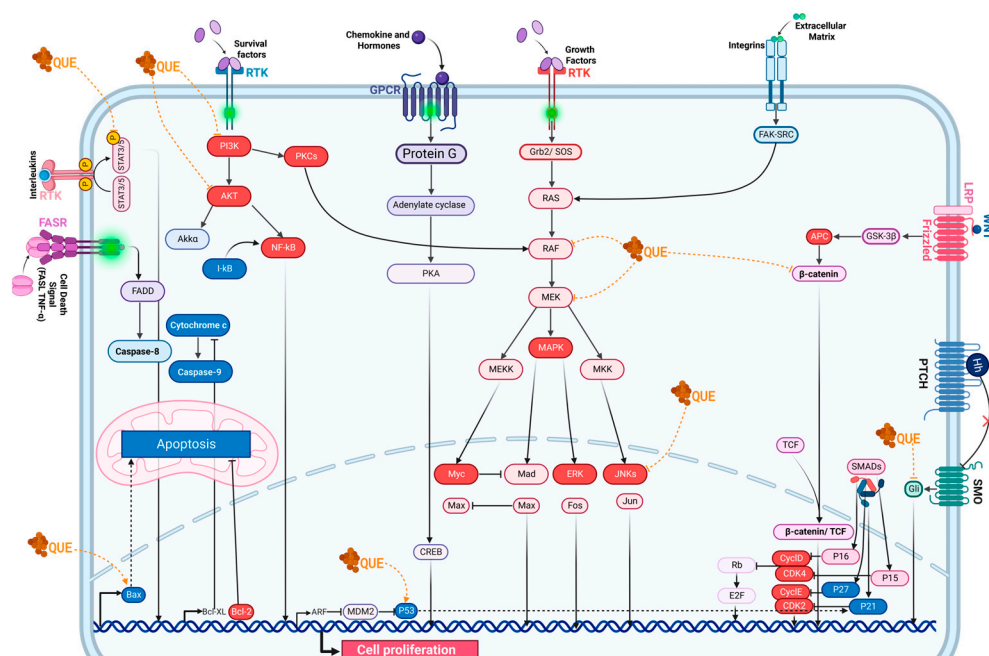 QUE
QUE
Survival
factors
RTK
Chemokine and
Hormones
GPCR
Growth
Factors
RTK
Integrins
Extracellular
Matrix
P
STAT3/5
P
P
STAT3/5
Interleukins
RTK
PI3K
PKCs
Protein G
Grb2/ SOS
FAK-SRC
AKT
Adenylate cyclase
RAS
LRP
WNT
Frizzled
FASR
Akkα
NF-kB
I-kB
RAF
QUE
APC
GSK-3β
PKA
β-catenin
Cell Death
Signal
(FASL TNF-α)
FADD
MEK
Cytochrome c
Caspase-8
Caspase-9
MAPK
MEKK
MKK
PTCH
Hh
QUE
Apoptosis
QUE
TCF
SMADs
Myc
Mad
ERK
JNKs
Gli
SMO
Max
Max
Fos
Jun
β-catenin/ TCF
QUE
QUE
CREB
CyclD
P16
Rb
CDK4
P15
Bax
E2F
CyclE
P27
Bcl-XL
Bcl-2
ARF
MDM2
P53
CDK2
P21
Cell proliferation